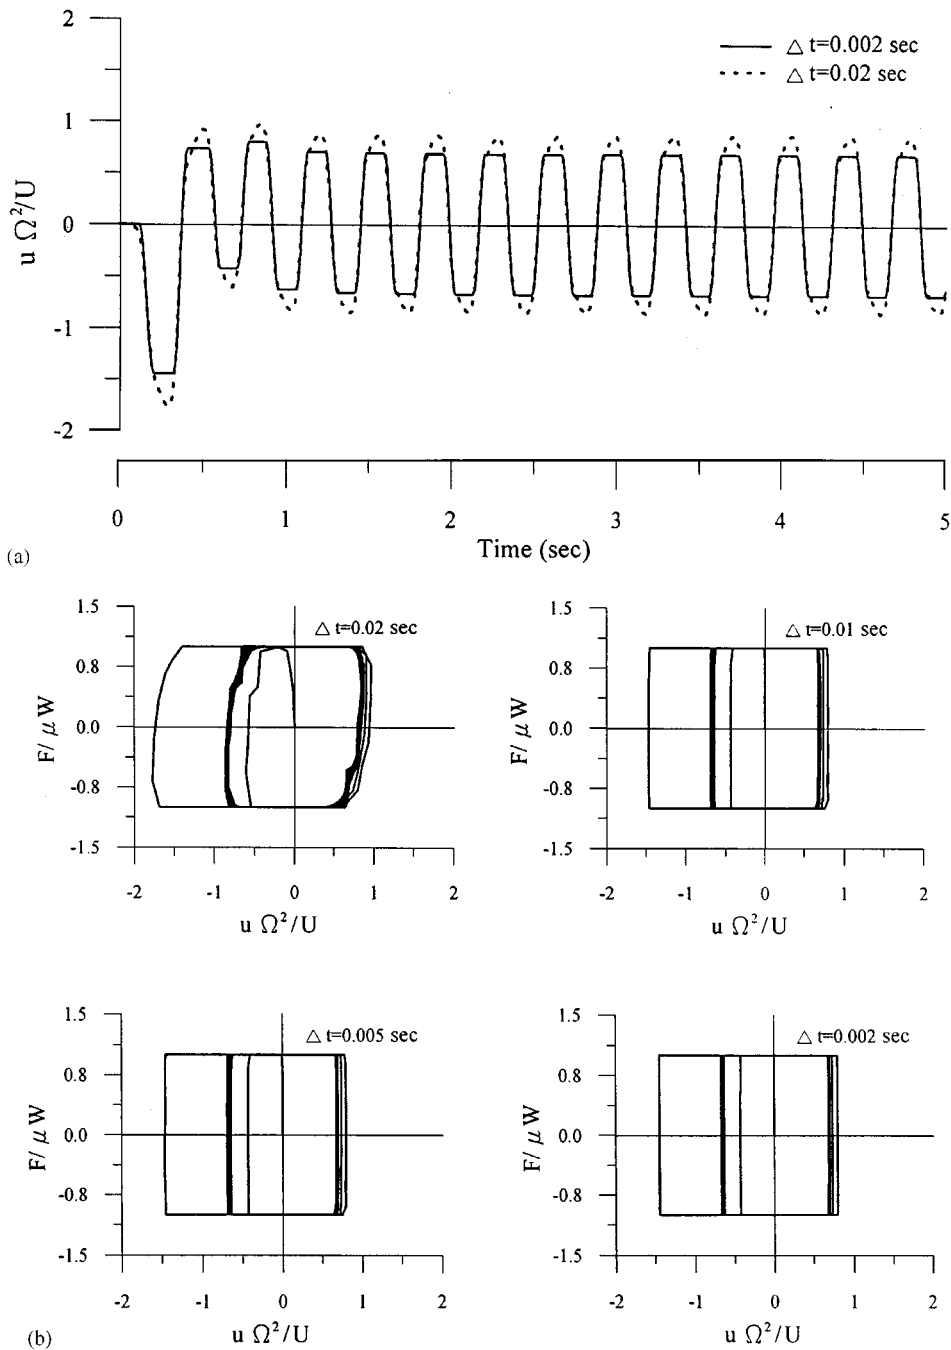 2
1
0
-1
-2
u Ω²/U
△ t=0.002 sec
△ t=0.02 sec
0 1 2 3 4 5
Time (sec)
(a)
△ t=0.02 sec
1.5
0.8
0.0
-0.8
-1.5
F/ μ W
-2 -1 0 1 2
u Ω²/U
△ t=0.01 sec
1.5
0.8
0.0
-0.8
-1.5
F/ μ W
-2 -1 0 1 2
u Ω²/U
△ t=0.005 sec
1.5
0.8
0.0
-0.8
-1.5
F/ μ W
-2 -1 0 1 2
u Ω²/U
△ t=0.002 sec
1.5
0.8
0.0
-0.8
-1.5
F/ μ W
-2 -1 0 1 2
u Ω²/U
(b)